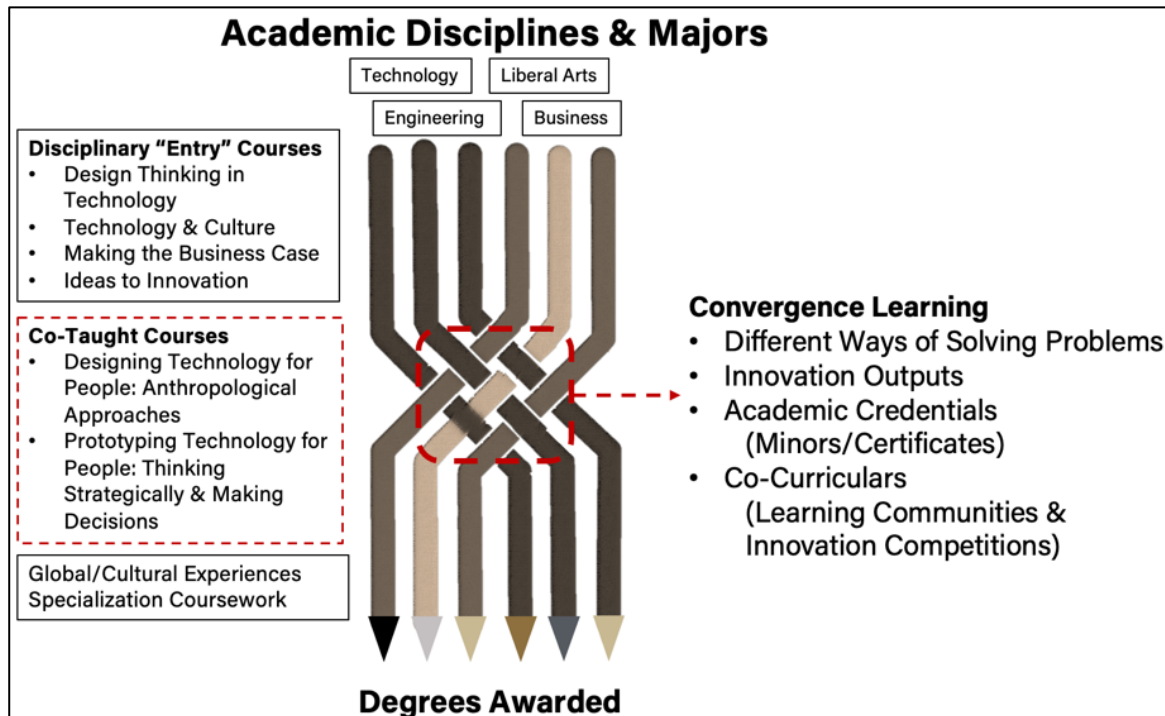 Academic Disciplines & Majors
Technology
Liberal Arts
Engineering
Business
Disciplinary “Entry” Courses
• Design Thinking in
Technology
• Technology & Culture
• Making the Business Case
• Ideas to Innovation
Co-Taught Courses
• Designing Technology for
People: Anthropological
Approaches
• Prototyping Technology for
People: Thinking
Strategically & Making
Decisions
Global/Cultural Experiences
Specialization Coursework
Convergence Learning
• Different Ways of Solving Problems
• Innovation Outputs
• Academic Credentials
(Minors/Certificates)
• Co-Curriculars
(Learning Communities &
Innovation Competitions)
Degrees Awarded